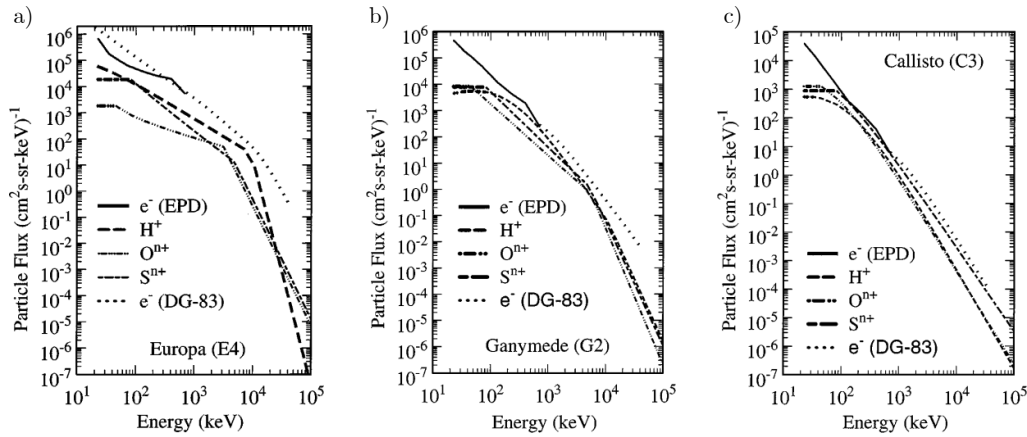 a)
10^6
10^5
10^4
10^3
10^2
10^1
10^0
10^-1
10^-2
10^-3
10^-4
10^-5
10^-6
10^-7
Particle Flux (cm^2s-sr-keV)^-1
e^- (EPD)
H^+
O^n+
S^n+
e^- (DG-83)
Europa (E4)
10^1 10^2 10^3 10^4 10^5
Energy (keV)
b)
10^6
10^5
10^4
10^3
10^2
10^1
10^0
10^-1
10^-2
10^-3
10^-4
10^-5
10^-6
10^-7
Particle Flux (cm^2s-sr-keV)^-1
e^- (EPD)
H^+
O^n+
S^n+
e^- (DG-83)
Ganymede (G2)
10^1 10^2 10^3 10^4 10^5
Energy (keV)
c)
10^5
10^4
10^3
10^2
10^1
10^0
10^-1
10^-2
10^-3
10^-4
10^-5
10^-6
10^-7
Particle Flux (cm^2s-sr-keV)^-1
Callisto (C3)
e^- (EPD)
H^+
O^n+
S^n+
e^- (DG-83)
10^1 10^2 10^3 10^4 10^5
Energy (keV)